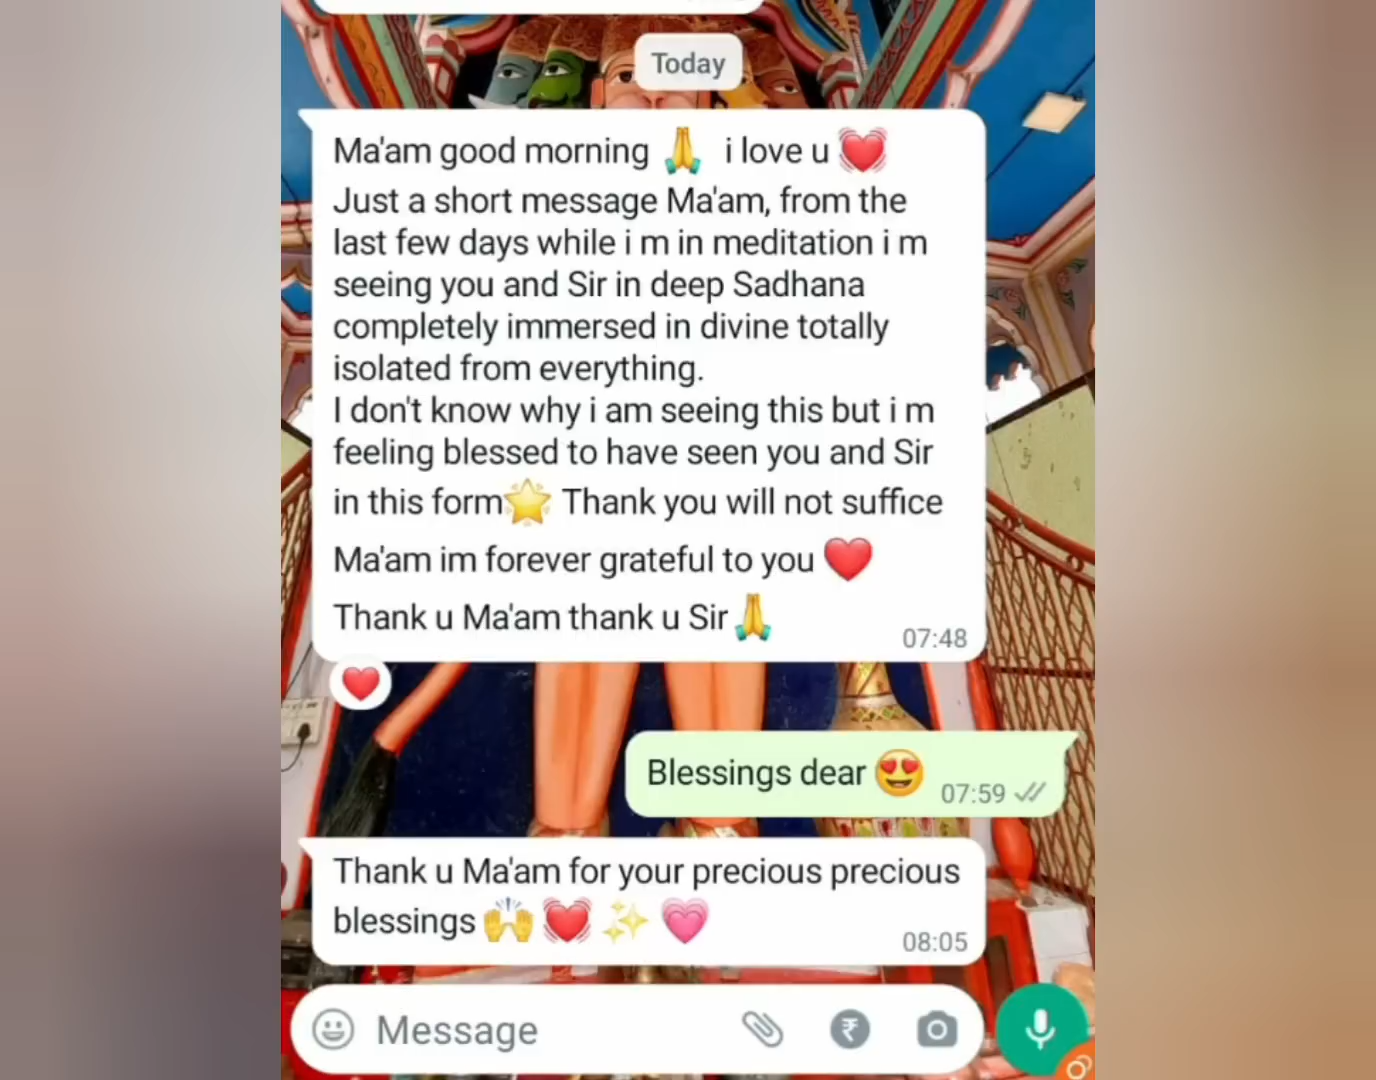 Today
Ma'am good morning 🙏 i love u 💓
Just a short message Ma'am, from the
last few days while i m in meditation i m
seeing you and Sir in deep Sadhana
completely immersed in divine totally
isolated from everything.
I don't know why i am seeing this but i m
feeling blessed to have seen you and Sir
in this form🌟 Thank you will not suffice
Ma'am im forever grateful to you ❤️
Thank u Ma'am thank u Sir🙏
07:48
❤️
Blessings dear 😍 07:59
Thank u Ma'am for your precious precious
blessings 🙌 💓 ✨ 💗
08:05
Message